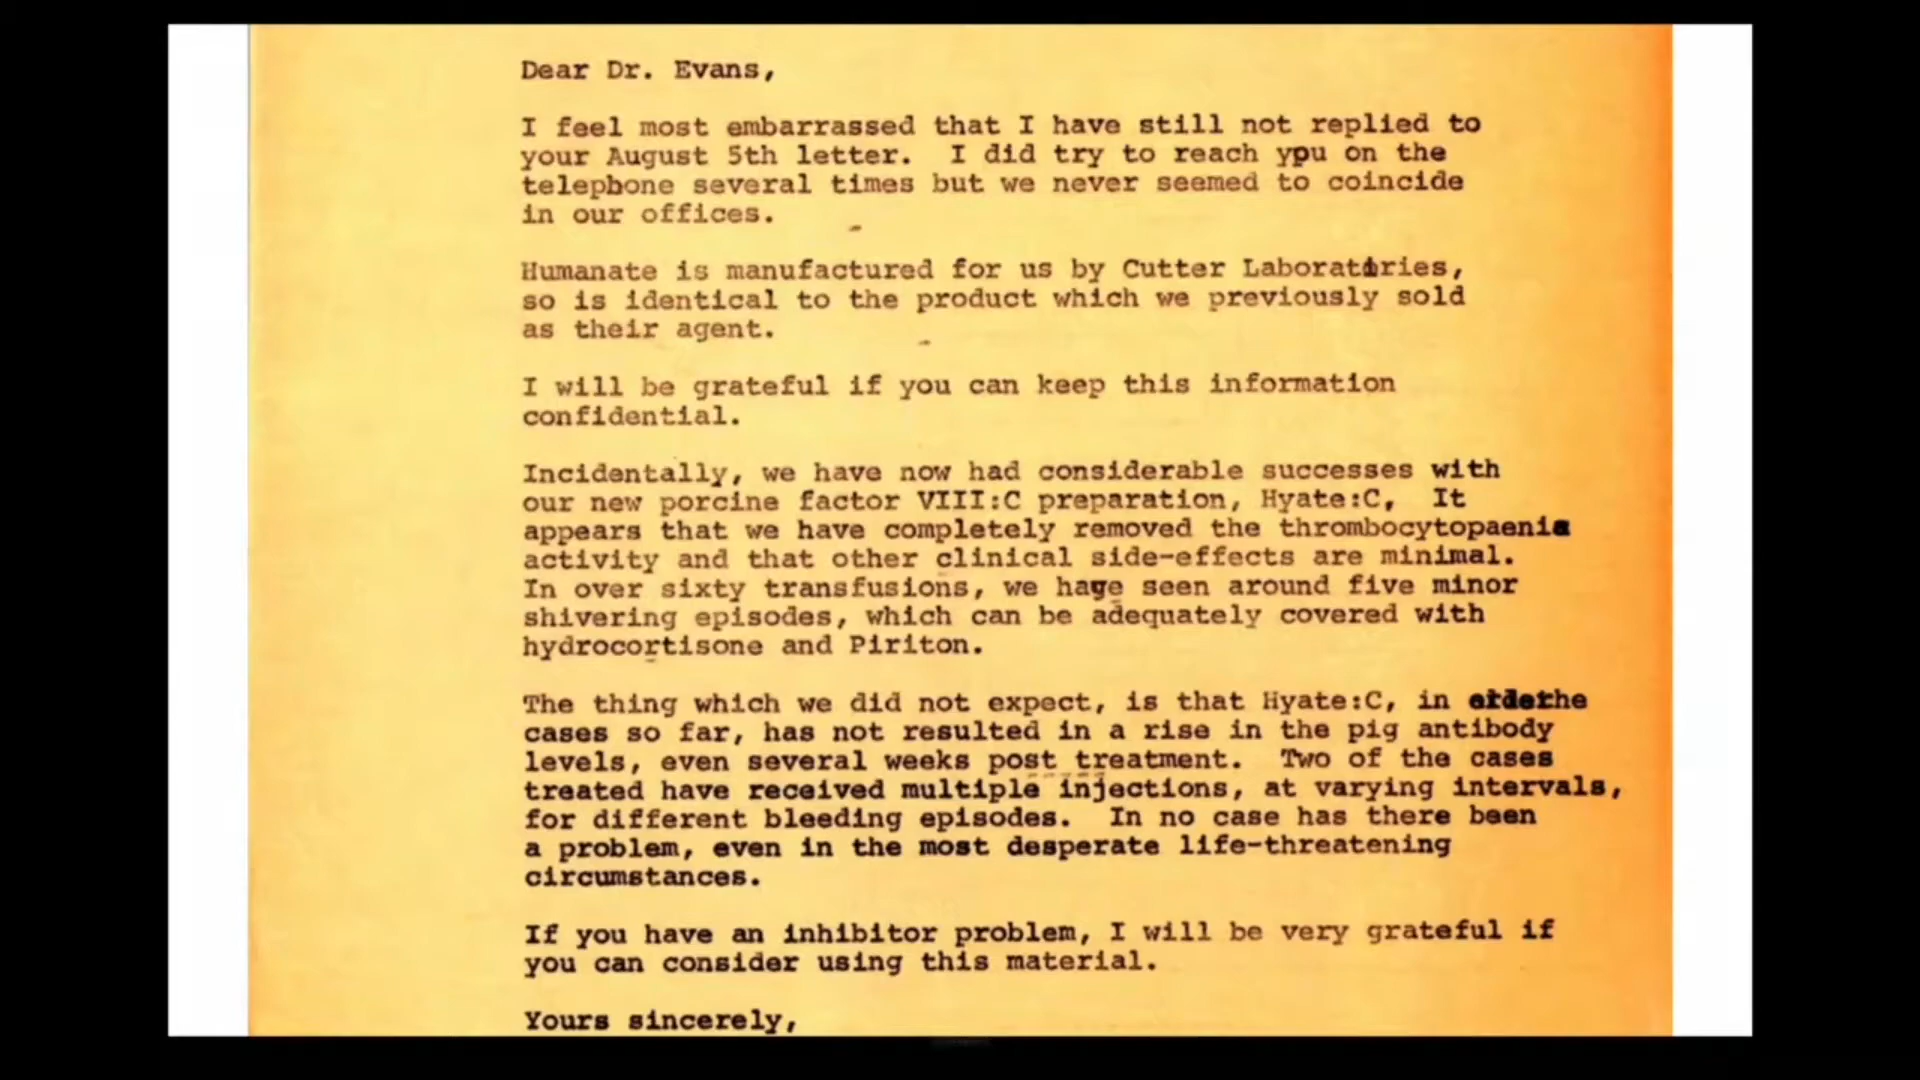 Dear Dr. Evans,
I feel most embarrassed that I have still not replied to
your August 5th letter.  I did try to reach you on the
telephone several times but we never seemed to coincide
in our offices.
Humanate is manufactured for us by Cutter Laboratories,
so is identical to the product which we previously sold
as their agent.
I will be grateful if you can keep this information
confidential.
Incidentally, we have now had considerable successes with
our new porcine factor VIII:C preparation, Hyate:C,  It
appears that we have completely removed the thrombocytopaenia
activity and that other clinical side-effects are minimal.
In over sixty transfusions, we have seen around five minor
shivering episodes, which can be adequately covered with
hydrocortisone and Piriton.
The thing which we did not expect, is that Hyate:C, in the
cases so far, has not resulted in a rise in the pig antibody
levels, even several weeks post treatment.  Two of the cases
treated have received multiple injections, at varying intervals,
for different bleeding episodes.  In no case has there been
a problem, even in the most desperate life-threatening
circumstances.
If you have an inhibitor problem, I will be very grateful if
you can consider using this material.
Yours sincerely,